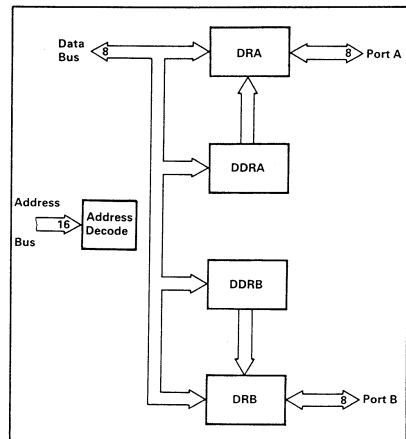 Data
Bus
8
DRA
8
Port A
DDRA
Address
Bus
16
Address
Decode
DDRB
DRB
8
Port B